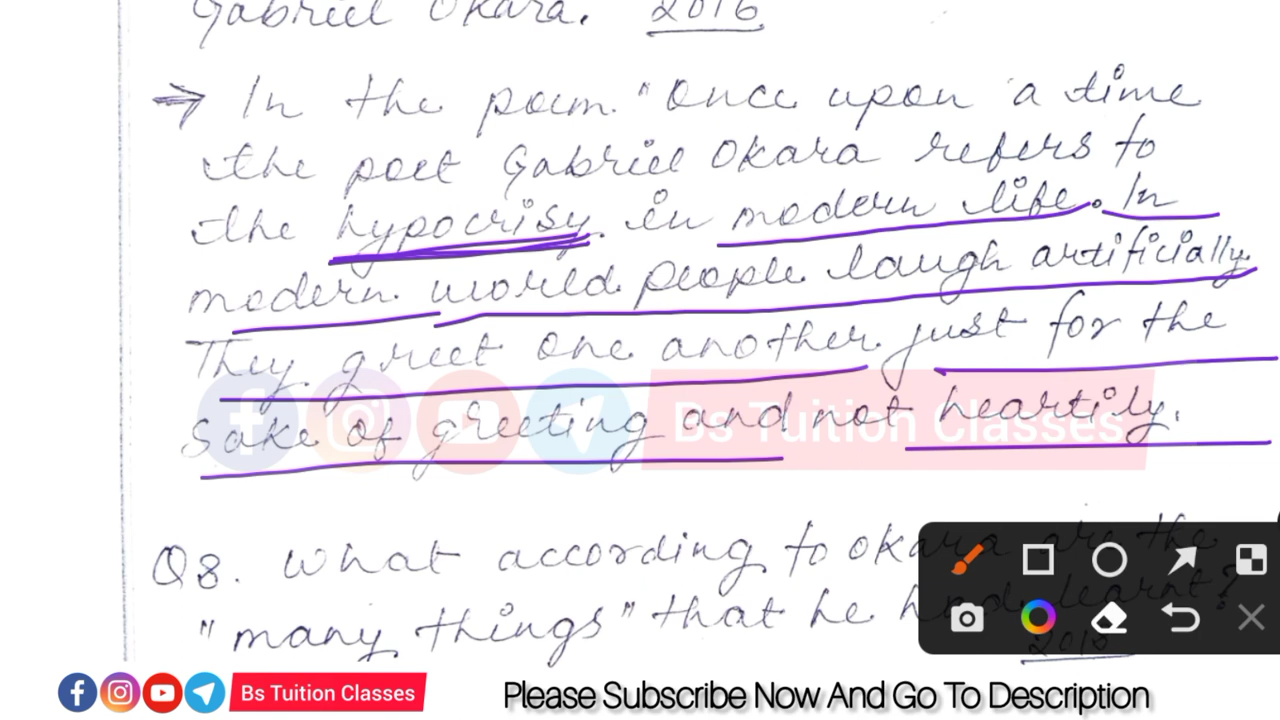 Gabriel Okara. 2016
⇒ In the poem "Once upon a time
the poet Gabriel Okara refers to
the hypocrisy in modern life. In
modern world people laugh artificially
They greet one another just for the
sake of greeting and not heartily.
Bs Tuition Classes
Q8. What according to Okara are the
"many things" that he had learnt?
2018
Bs Tuition Classes
Please Subscribe Now And Go To Description